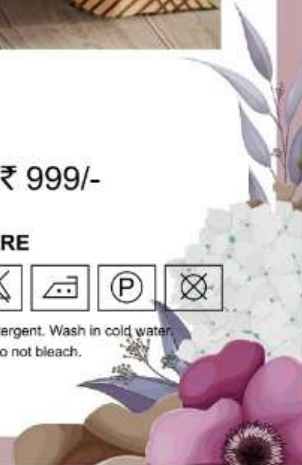 ₹ 999/-
RE
P
ergent. Wash in cold water.
o not bleach.